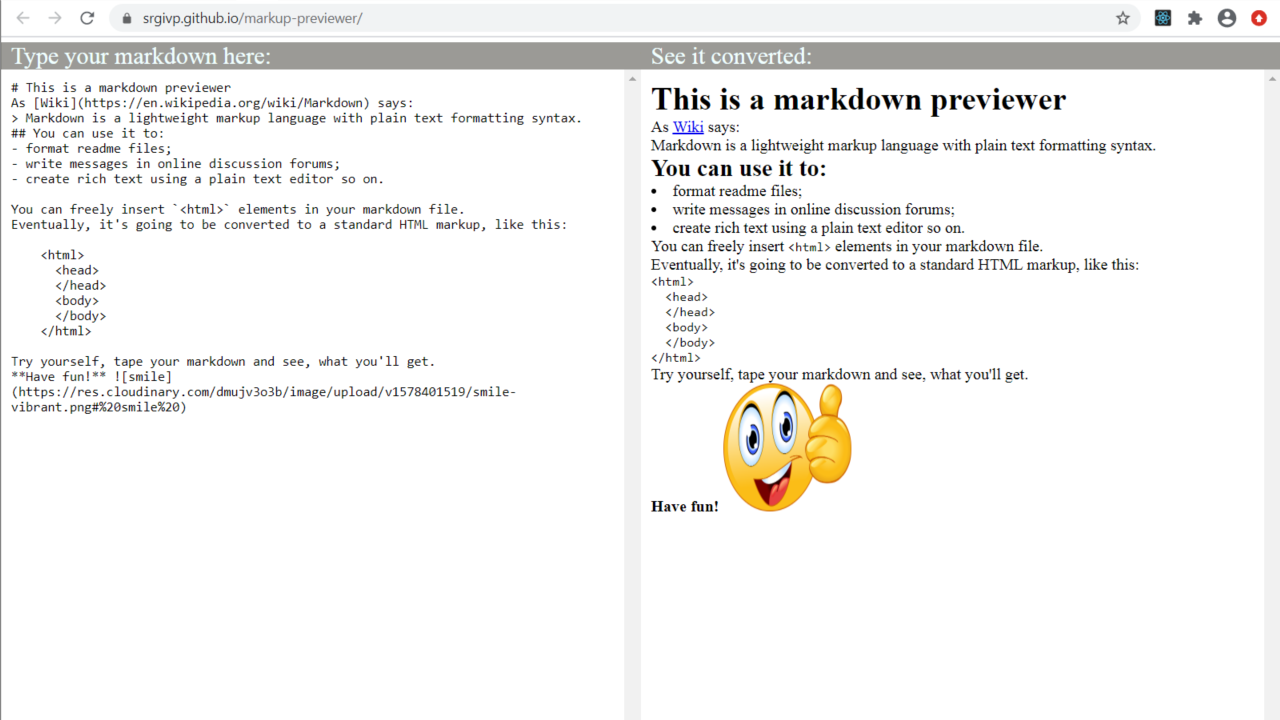 srgivp.github.io/markup-previewer/
Type your markdown here:
# This is a markdown previewer
As [Wiki](https://en.wikipedia.org/wiki/Markdown) says:
> Markdown is a lightweight markup language with plain text formatting syntax.
## You can use it to:
- format readme files;
- write messages in online discussion forums;
- create rich text using a plain text editor so on.
You can freely insert `<html>` elements in your markdown file.
Eventually, it's going to be converted to a standard HTML markup, like this:
    <html>
      <head>
      </head>
      <body>
      </body>
    </html>
Try yourself, tape your markdown and see, what you'll get.
**Have fun!** ![smile]
(https://res.cloudinary.com/dmujv3o3b/image/upload/v1578401519/smile-
vibrant.png#%20smile%20)
See it converted:
This is a markdown previewer
As Wiki says:
Markdown is a lightweight markup language with plain text formatting syntax.
You can use it to:
• format readme files;
• write messages in online discussion forums;
• create rich text using a plain text editor so on.
You can freely insert <html> elements in your markdown file.
Eventually, it's going to be converted to a standard HTML markup, like this:
<html>
  <head>
  </head>
  <body>
  </body>
</html>
Try yourself, tape your markdown and see, what you'll get.
Have fun!